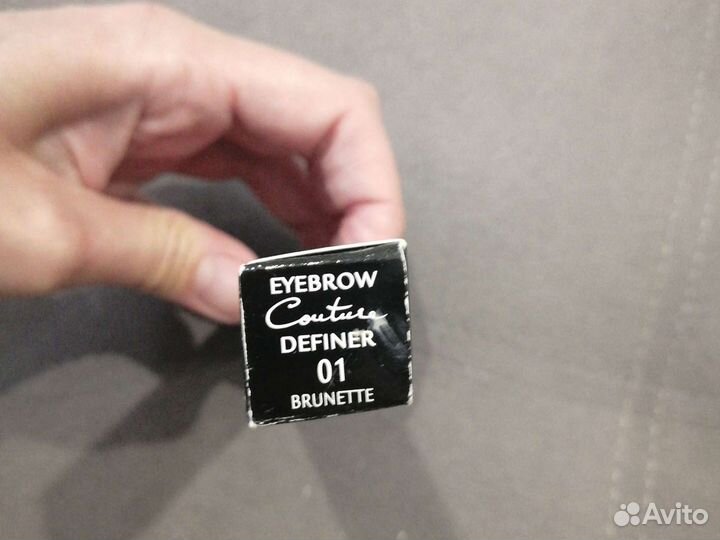 EYEBROW
Couture
DEFINER
01
BRUNETTE
Avito